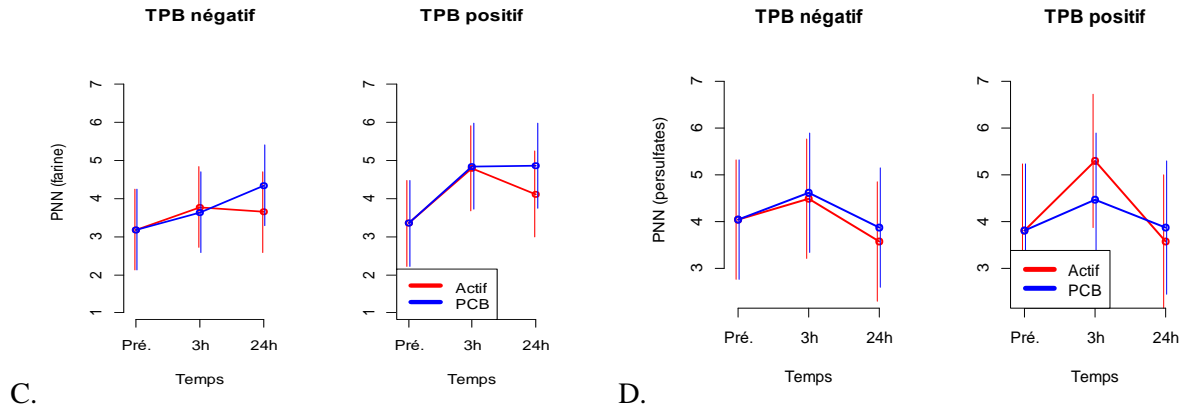 TPB négatif
TPB positif
TPB négatif
TPB positif
PNN (farine)
7
6
5
4
3
2
1
Pré. 3h 24h
Temps
7
6
5
4
3
2
1
Actif
PCB
Pré. 3h 24h
Temps
PNN (persulfates)
7
6
5
4
3
Pré. 3h 24h
Temps
7
6
5
4
3
Actif
PCB
Pré. 3h 24h
Temps
C.
D.